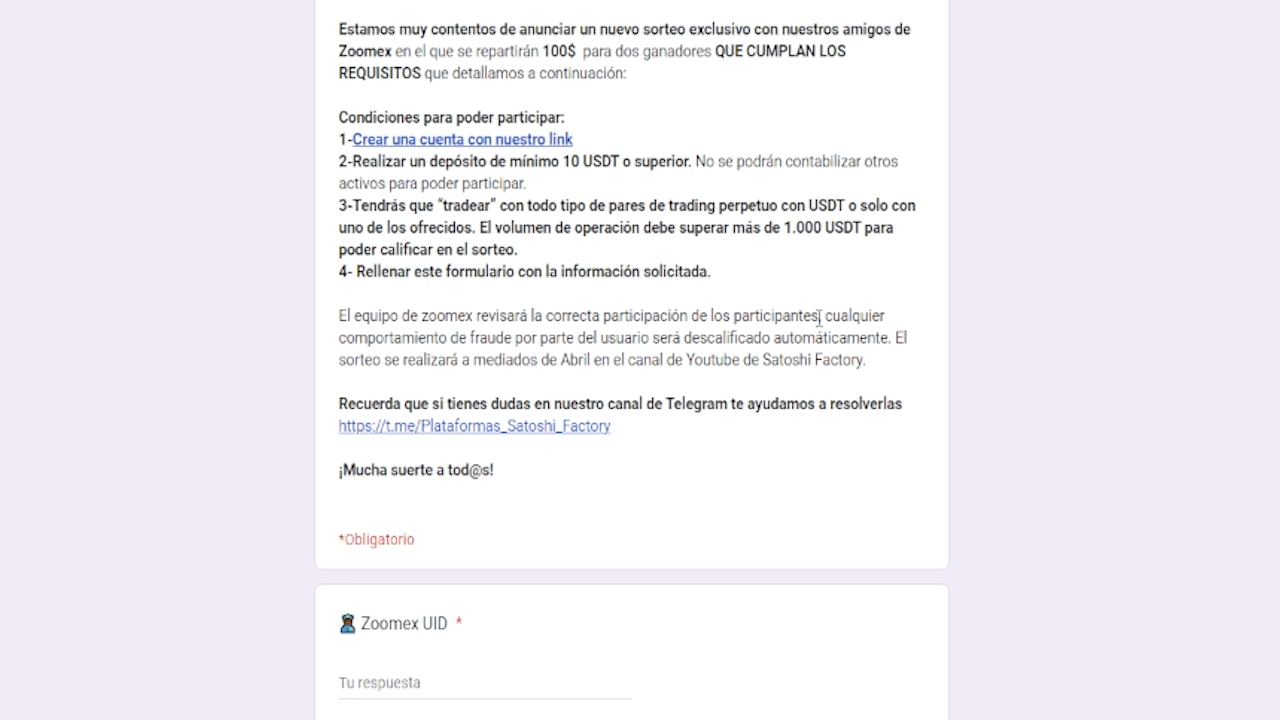 Estamos muy contentos de anunciar un nuevo sorteo exclusivo con nuestros amigos de
Zoomex en el que se repartirán 100$ para dos ganadores QUE CUMPLAN LOS
REQUISITOS que detallamos a continuación:
Condiciones para poder participar:
1-Crear una cuenta con nuestro link
2-Realizar un depósito de mínimo 10 USDT o superior. No se podrán contabilizar otros
activos para poder participar.
3-Tendrás que “tradear” con todo tipo de pares de trading perpetuo con USDT o solo con
uno de los ofrecidos. El volumen de operación debe superar más de 1.000 USDT para
poder calificar en el sorteo.
4- Rellenar este formulario con la información solicitada.
El equipo de zoomex revisará la correcta participación de los participantes, cualquier
comportamiento de fraude por parte del usuario será descalificado automáticamente. El
sorteo se realizará a mediados de Abril en el canal de Youtube de Satoshi Factory.
Recuerda que si tienes dudas en nuestro canal de Telegram te ayudamos a resolverlas
https://t.me/Plataformas_Satoshi_Factory
¡Mucha suerte a tod@s!
*Obligatorio
Zoomex UID *
Tu respuesta